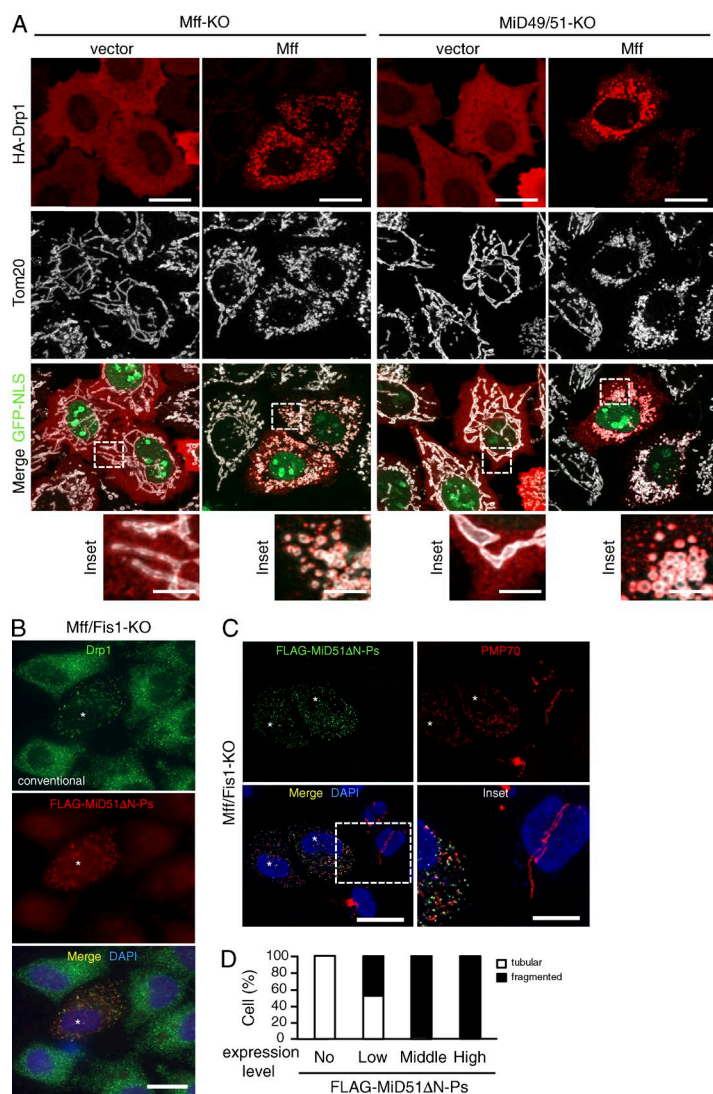 A
Mff-KO
MiD49/51-KO
vector
Mff
vector
Mff
HA-Drp1
Tom20
Merge GFP-NLS
Inset
Inset
Inset
Inset
B
Mff/Fis1-KO
Drp1
*
conventional
FLAG-MiD51ΔN-Ps
*
Merge DAPI
*
C
Mff/Fis1-KO
FLAG-MiD51ΔN-Ps
PMP70
*
*
*
*
Merge DAPI
Inset
*
*
D
Cell (%)
100
80
60
40
20
0
tubular
fragmented
expression level
No
Low
Middle
High
FLAG-MiD51ΔN-Ps